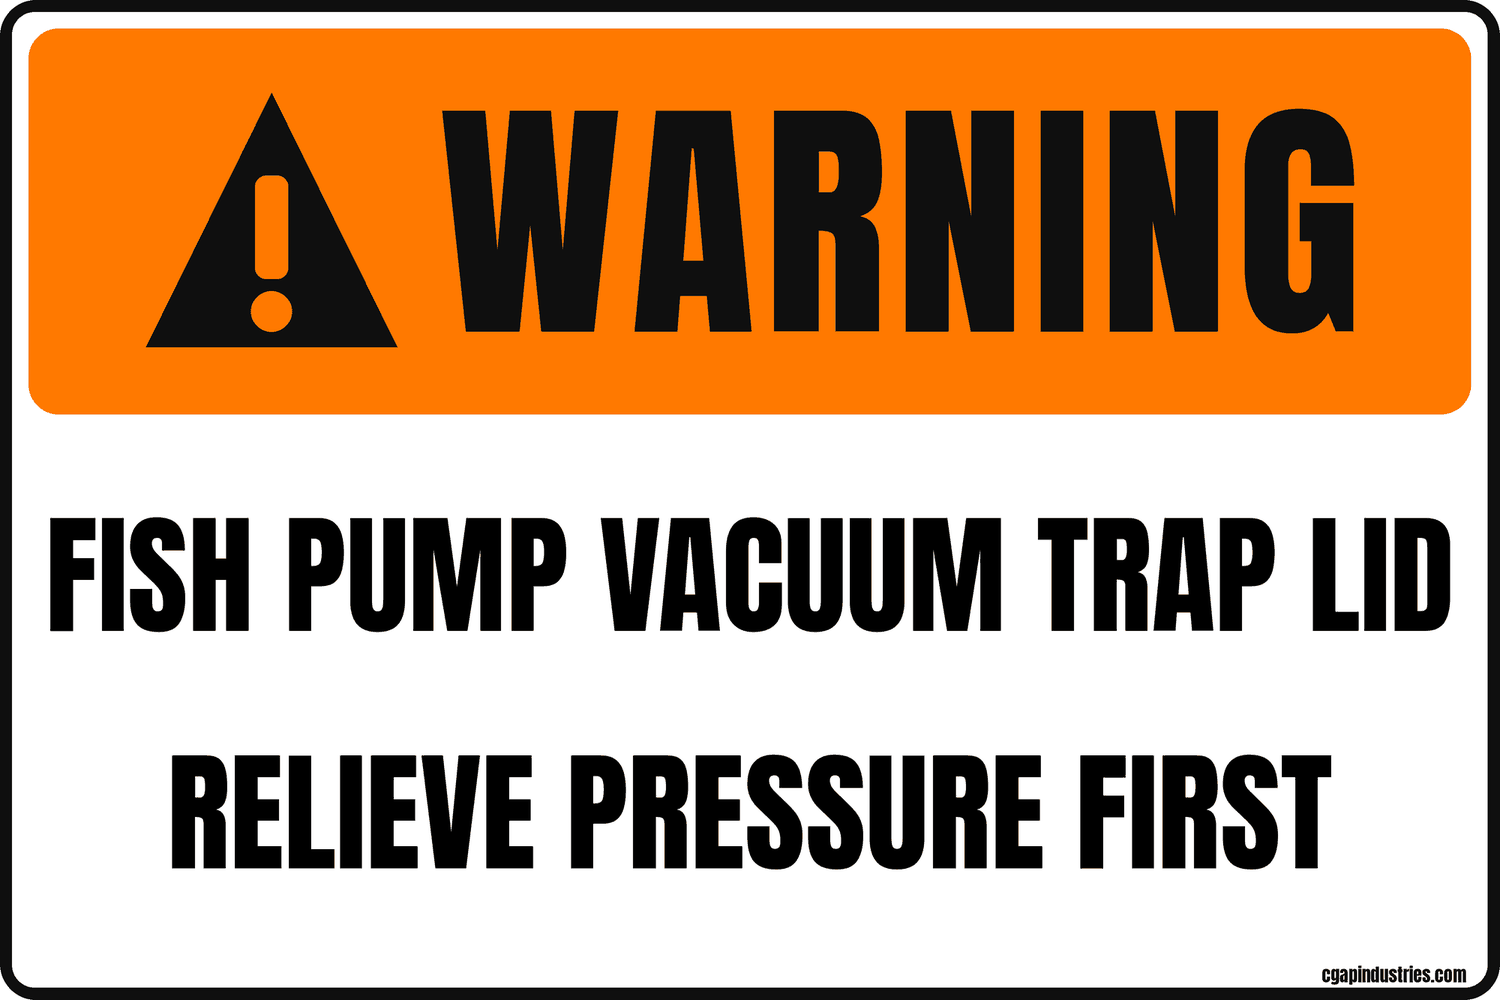 WARNING
FISH PUMP VACUUM TRAP LID
RELIEVE PRESSURE FIRST
cgapindustries.com